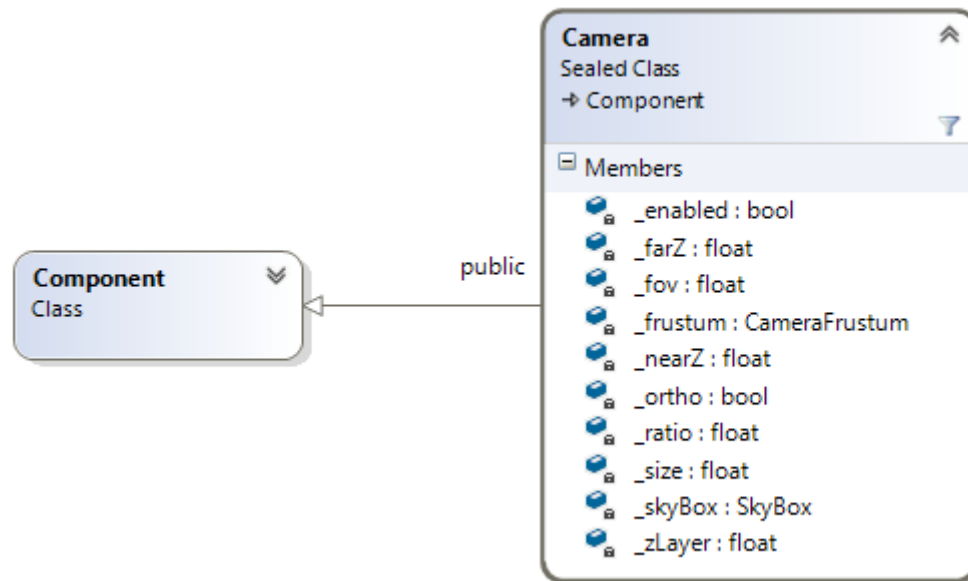 Camera
Sealed Class
Component
Members
_enabled : bool
_farZ : float
_fov : float
_frustum : CameraFrustum
_nearZ : float
_ortho : bool
_ratio : float
_size : float
_skyBox : SkyBox
_zLayer : float
public
Component
Class